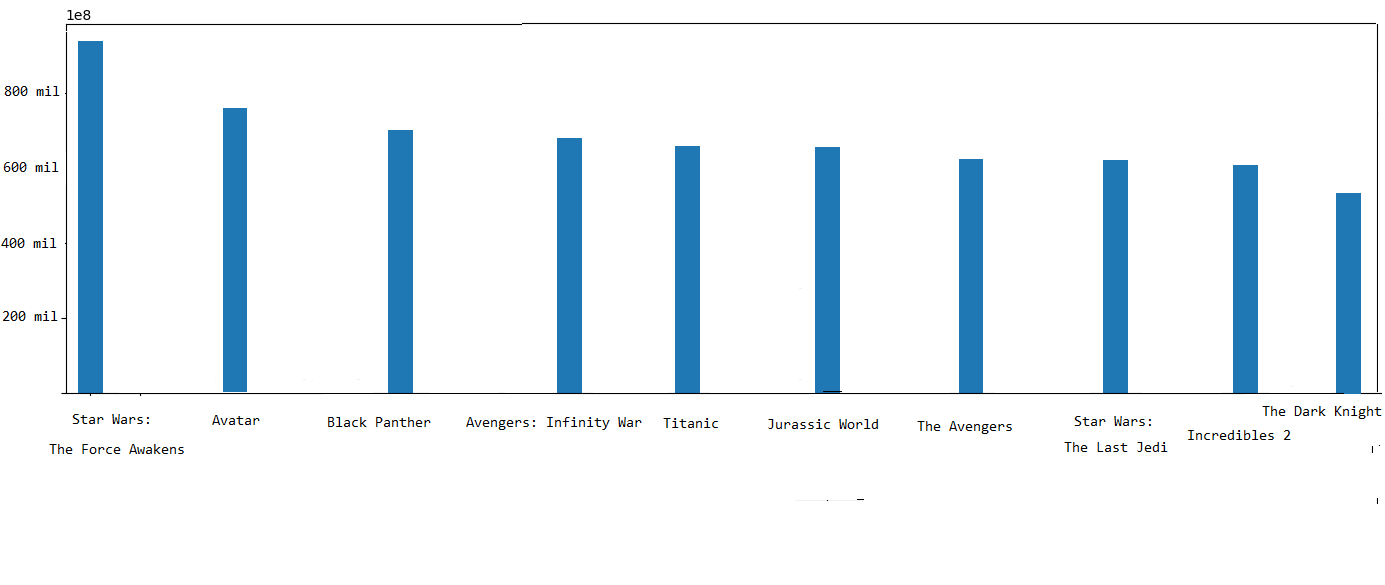 1e8
800 mil
600 mil
400 mil
200 mil
Star Wars:
The Force Awakens
Avatar
Black Panther
Avengers: Infinity War
Titanic
Jurassic World
The Avengers
Star Wars:
The Last Jedi
Incredibles 2
The Dark Knight